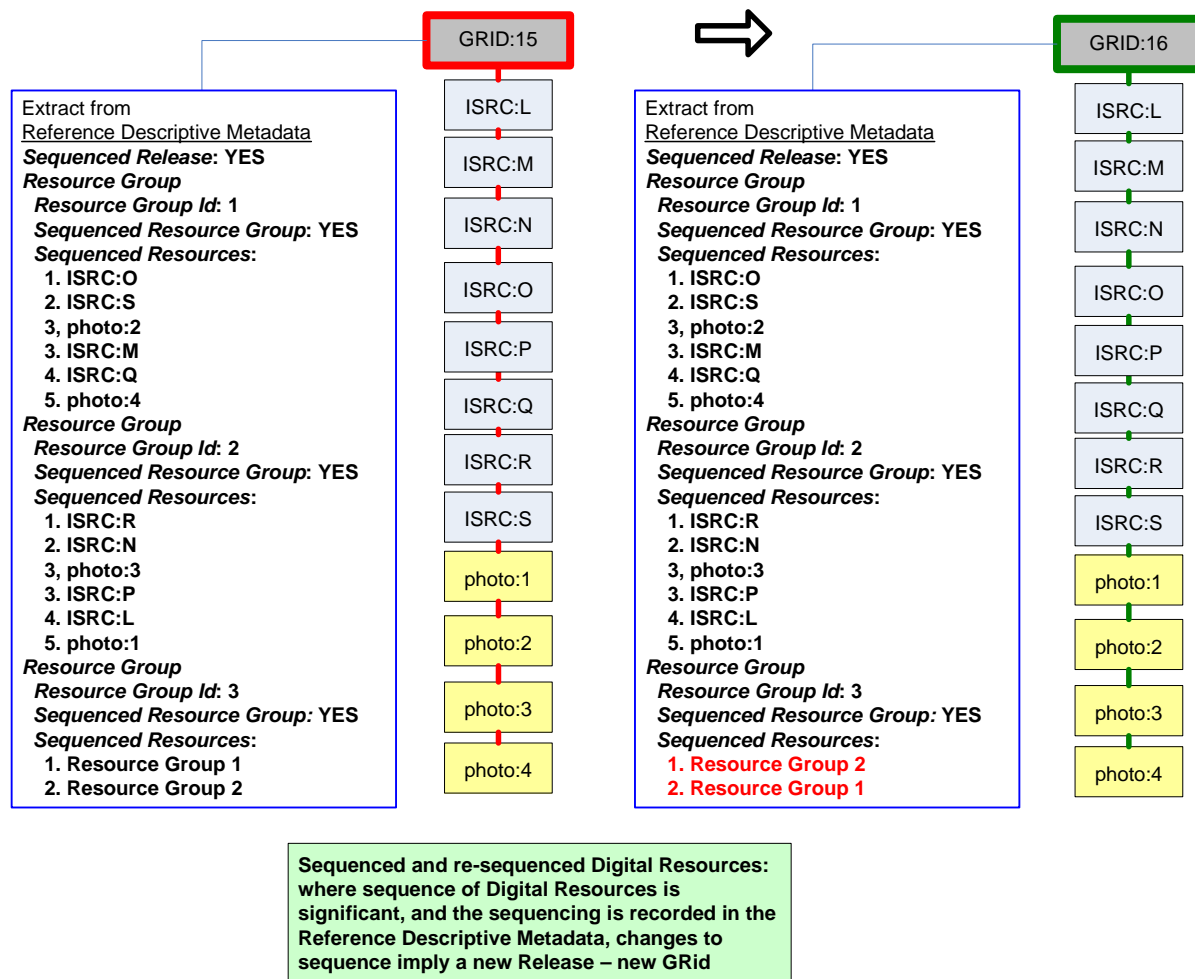 GRID:15
Extract from
Reference Descriptive Metadata
Sequenced Release: YES
Resource Group
Resource Group Id: 1
Sequenced Resource Group: YES
Sequenced Resources:
1. ISRC:O
2. ISRC:S
3, photo:2
3. ISRC:M
4. ISRC:Q
5. photo:4
Resource Group
Resource Group Id: 2
Sequenced Resource Group: YES
Sequenced Resources:
1. ISRC:R
2. ISRC:N
3, photo:3
3. ISRC:P
4. ISRC:L
5. photo:1
Resource Group
Resource Group Id: 3
Sequenced Resource Group: YES
Sequenced Resources:
1. Resource Group 1
2. Resource Group 2
ISRC:L
ISRC:M
ISRC:N
ISRC:O
ISRC:P
ISRC:Q
ISRC:R
ISRC:S
photo:1
photo:2
photo:3
photo:4
GRID:16
Extract from
Reference Descriptive Metadata
Sequenced Release: YES
Resource Group
Resource Group Id: 1
Sequenced Resource Group: YES
Sequenced Resources:
1. ISRC:O
2. ISRC:S
3, photo:2
3. ISRC:M
4. ISRC:Q
5. photo:4
Resource Group
Resource Group Id: 2
Sequenced Resource Group: YES
Sequenced Resources:
1. ISRC:R
2. ISRC:N
3, photo:3
3. ISRC:P
4. ISRC:L
5. photo:1
Resource Group
Resource Group Id: 3
Sequenced Resource Group: YES
Sequenced Resources:
1. Resource Group 2
2. Resource Group 1
ISRC:L
ISRC:M
ISRC:N
ISRC:O
ISRC:P
ISRC:Q
ISRC:R
ISRC:S
photo:1
photo:2
photo:3
photo:4
Sequenced and re-sequenced Digital Resources:
where sequence of Digital Resources is
significant, and the sequencing is recorded in the
Reference Descriptive Metadata, changes to
sequence imply a new Release – new GRid